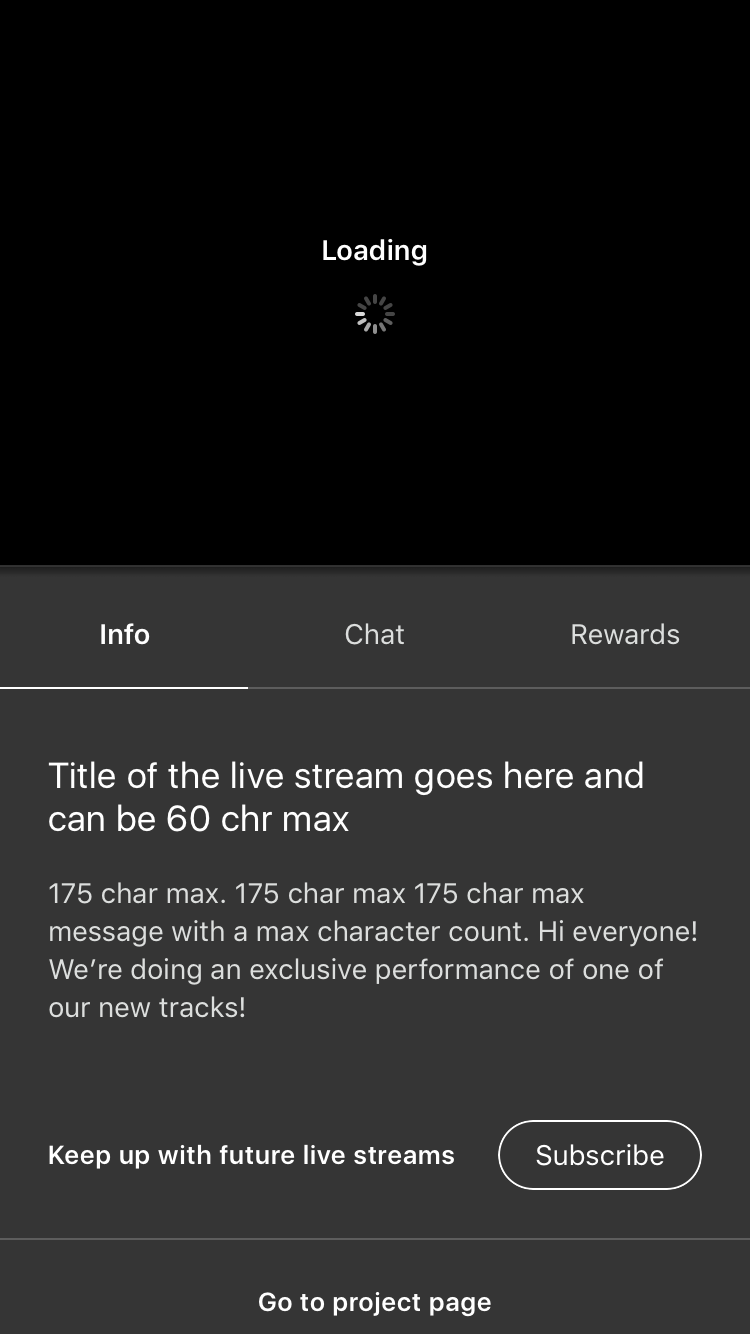 Loading
Info Chat Rewards
Title of the live stream goes here and
can be 60 chr max
175 char max. 175 char max 175 char max
message with a max character count. Hi everyone!
We’re doing an exclusive performance of one of
our new tracks!
Keep up with future live streams Subscribe
Go to project page